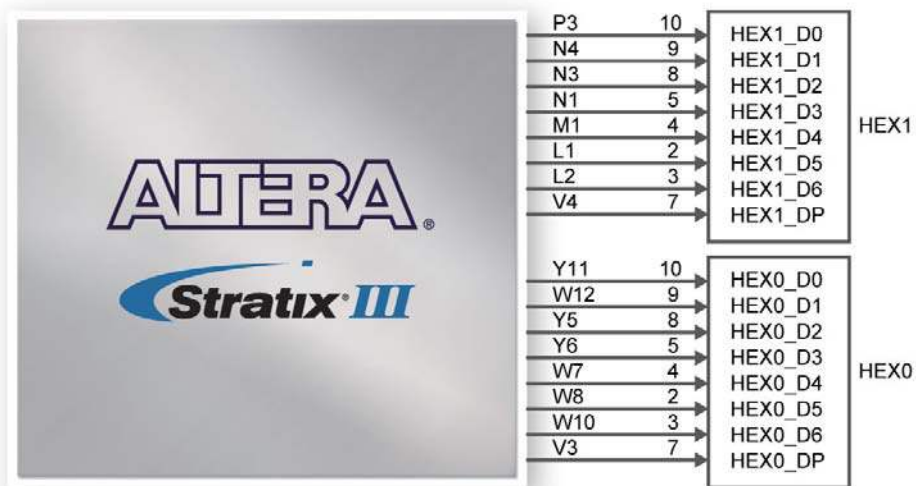 ALTERA®
Stratix® III
P3 10 HEX1_D0
N4 9 HEX1_D1
N3 8 HEX1_D2
N1 5 HEX1_D3
M1 4 HEX1_D4
L1 2 HEX1_D5
L2 3 HEX1_D6
V4 7 HEX1_DP
HEX1
Y11 10 HEX0_D0
W12 9 HEX0_D1
Y5 8 HEX0_D2
Y6 5 HEX0_D3
W7 4 HEX0_D4
W8 2 HEX0_D5
W10 3 HEX0_D6
V3 7 HEX0_DP
HEX0